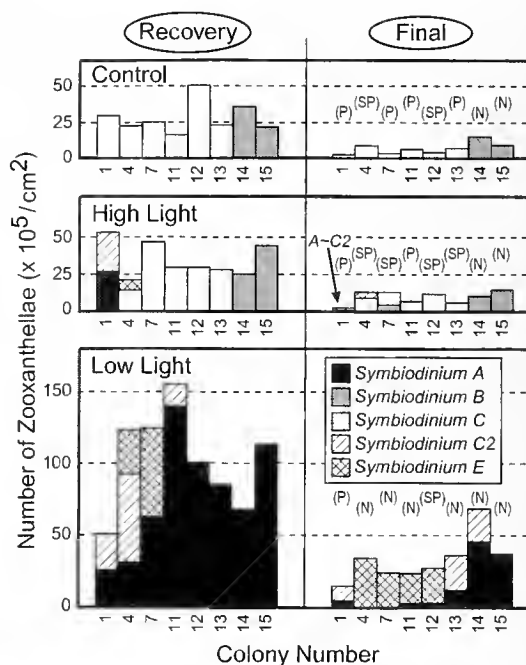 Recovery
Final
Control
50
25
0
1 4 7 11 12 13 14 15
(P) (SP) (P) (P) (SP) (P) (N) (N)
1 4 7 11 12 13 14 15
High Light
50
25
0
1 4 7 11 12 13 14 15
A–C2
(P) (SP) (SP) (P) (SP) (SP) (N) (N)
1 4 7 11 12 13 14 15
Low Light
150
100
50
0
1 4 7 11 12 13 14 15
Symbiodinium A
Symbiodinium B
Symbiodinium C
Symbiodinium C2
Symbiodinium E
(P) (N) (N) (N) (SP) (N) (N) (N)
1 4 7 11 12 13 14 15
Number of Zooxanthellae (x 10⁵/cm²)
Colony Number